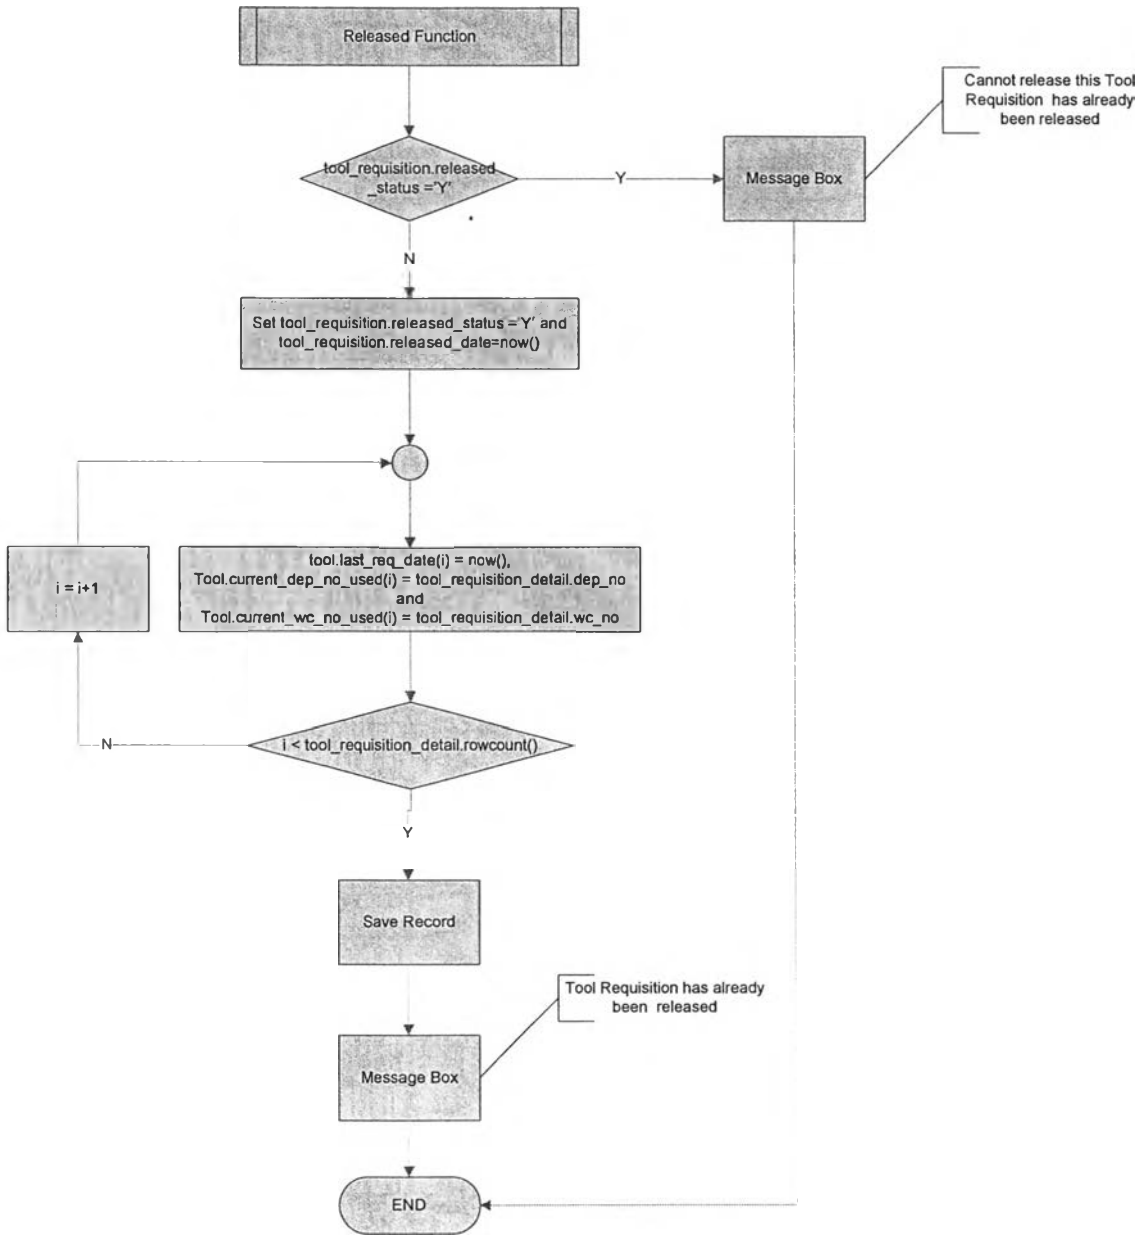 Released Function
Cannot release this Tool
Requisition has already
been released
tool_requisition.released
_status ='Y'
Y
Message Box
N
Set tool_requisition.released_status ='Y' and
tool_requisition.released_date=now()
i = i+1
tool.last_req_date(i) = now(),
Tool.current_dep_no_used(i) = tool_requisition_detail.dep_no
and
Tool.current_wc_no_used(i) = tool_requisition_detail.wc_no
N
i < tool_requisition_detail.rowcount()
Y
Save Record
Tool Requisition has already
been released
Message Box
END